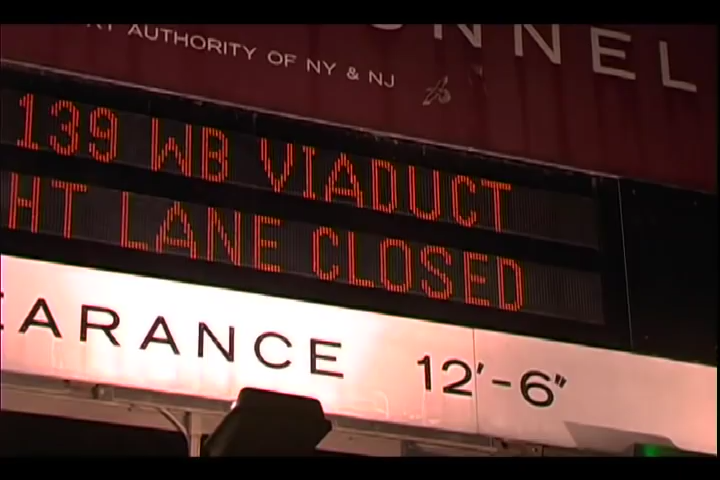 NNEL
AUTHORITY OF NY & NJ
139 WB VIADUCT
HT LANE CLOSED
EARANCE 12'-6"